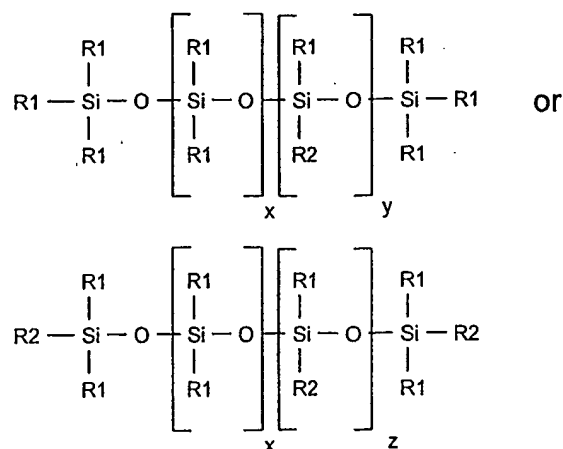 R1 R1 R1 R1
R1—Si—O—Si—O—Si—O—Si—R1 or
R1 R1 R2 R1
x y
R1 R1 R1 R1
R2—Si—O—Si—O—Si—O—Si—R2
R1 R1 R2 R1
x z